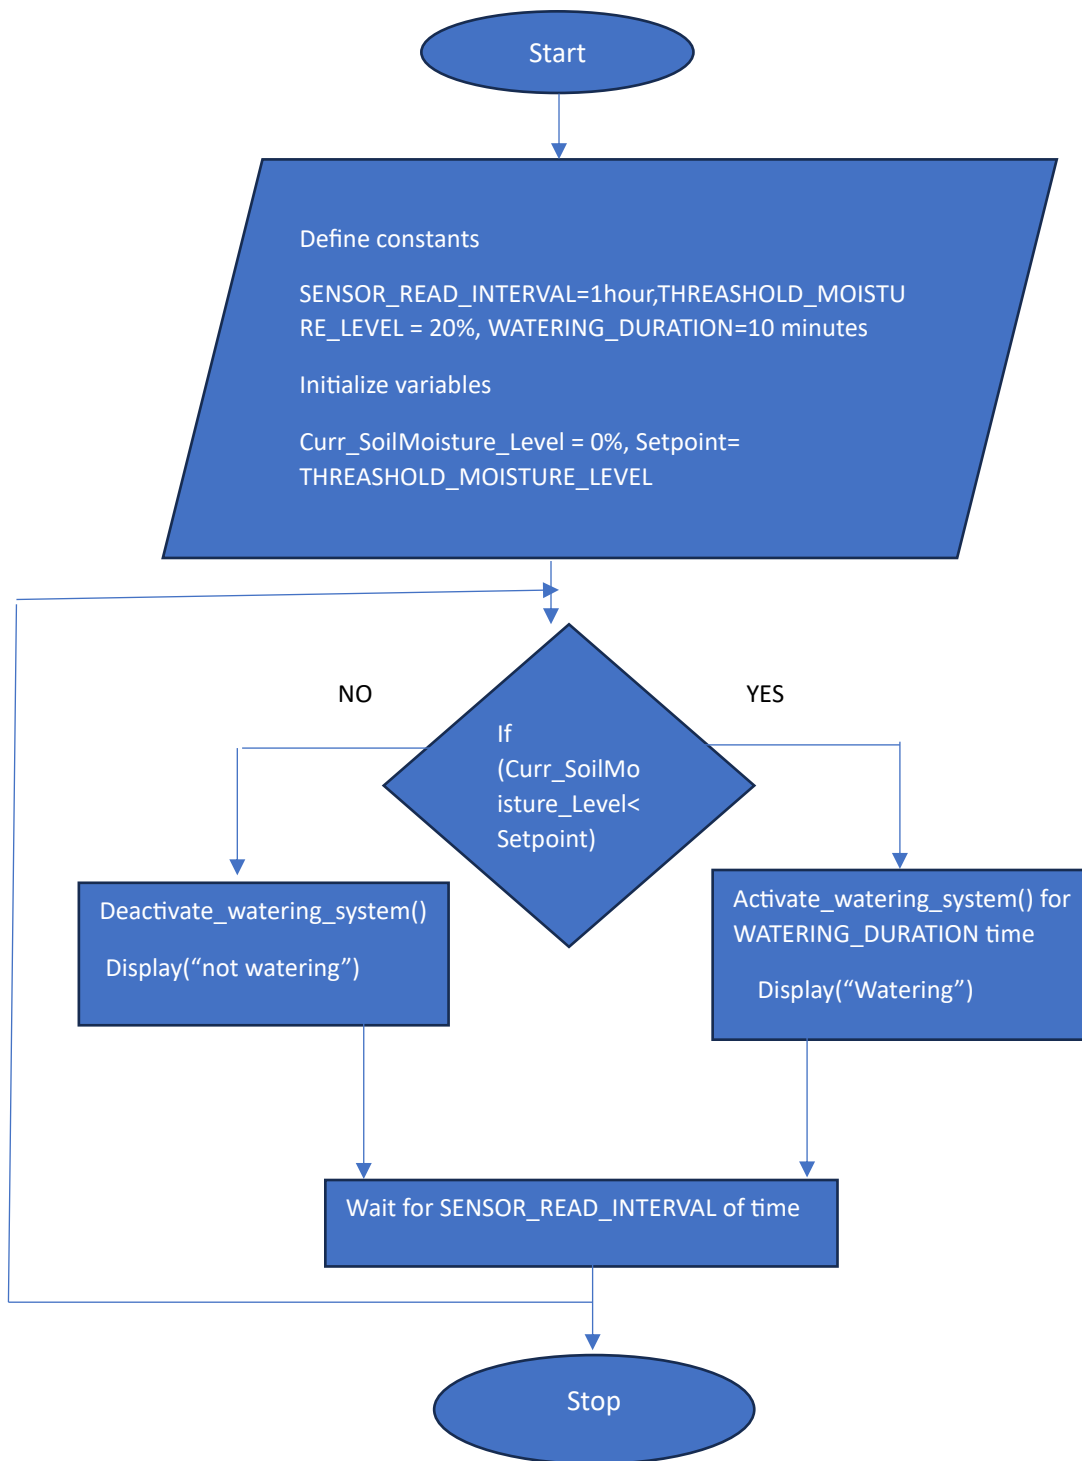 Start
Define constants
SENSOR_READ_INTERVAL=1hour,THREASHOLD_MOISTU
RE_LEVEL = 20%, WATERING_DURATION=10 minutes
Initialize variables
Curr_SoilMoisture_Level = 0%, Setpoint=
THREASHOLD_MOISTURE_LEVEL
NO
YES
If
(Curr_SoilMo
isture_Level<
Setpoint)
Deactivate_watering_system()
Display(“not watering”)
Activate_watering_system() for
WATERING_DURATION time
Display(“Watering”)
Wait for SENSOR_READ_INTERVAL of time
Stop